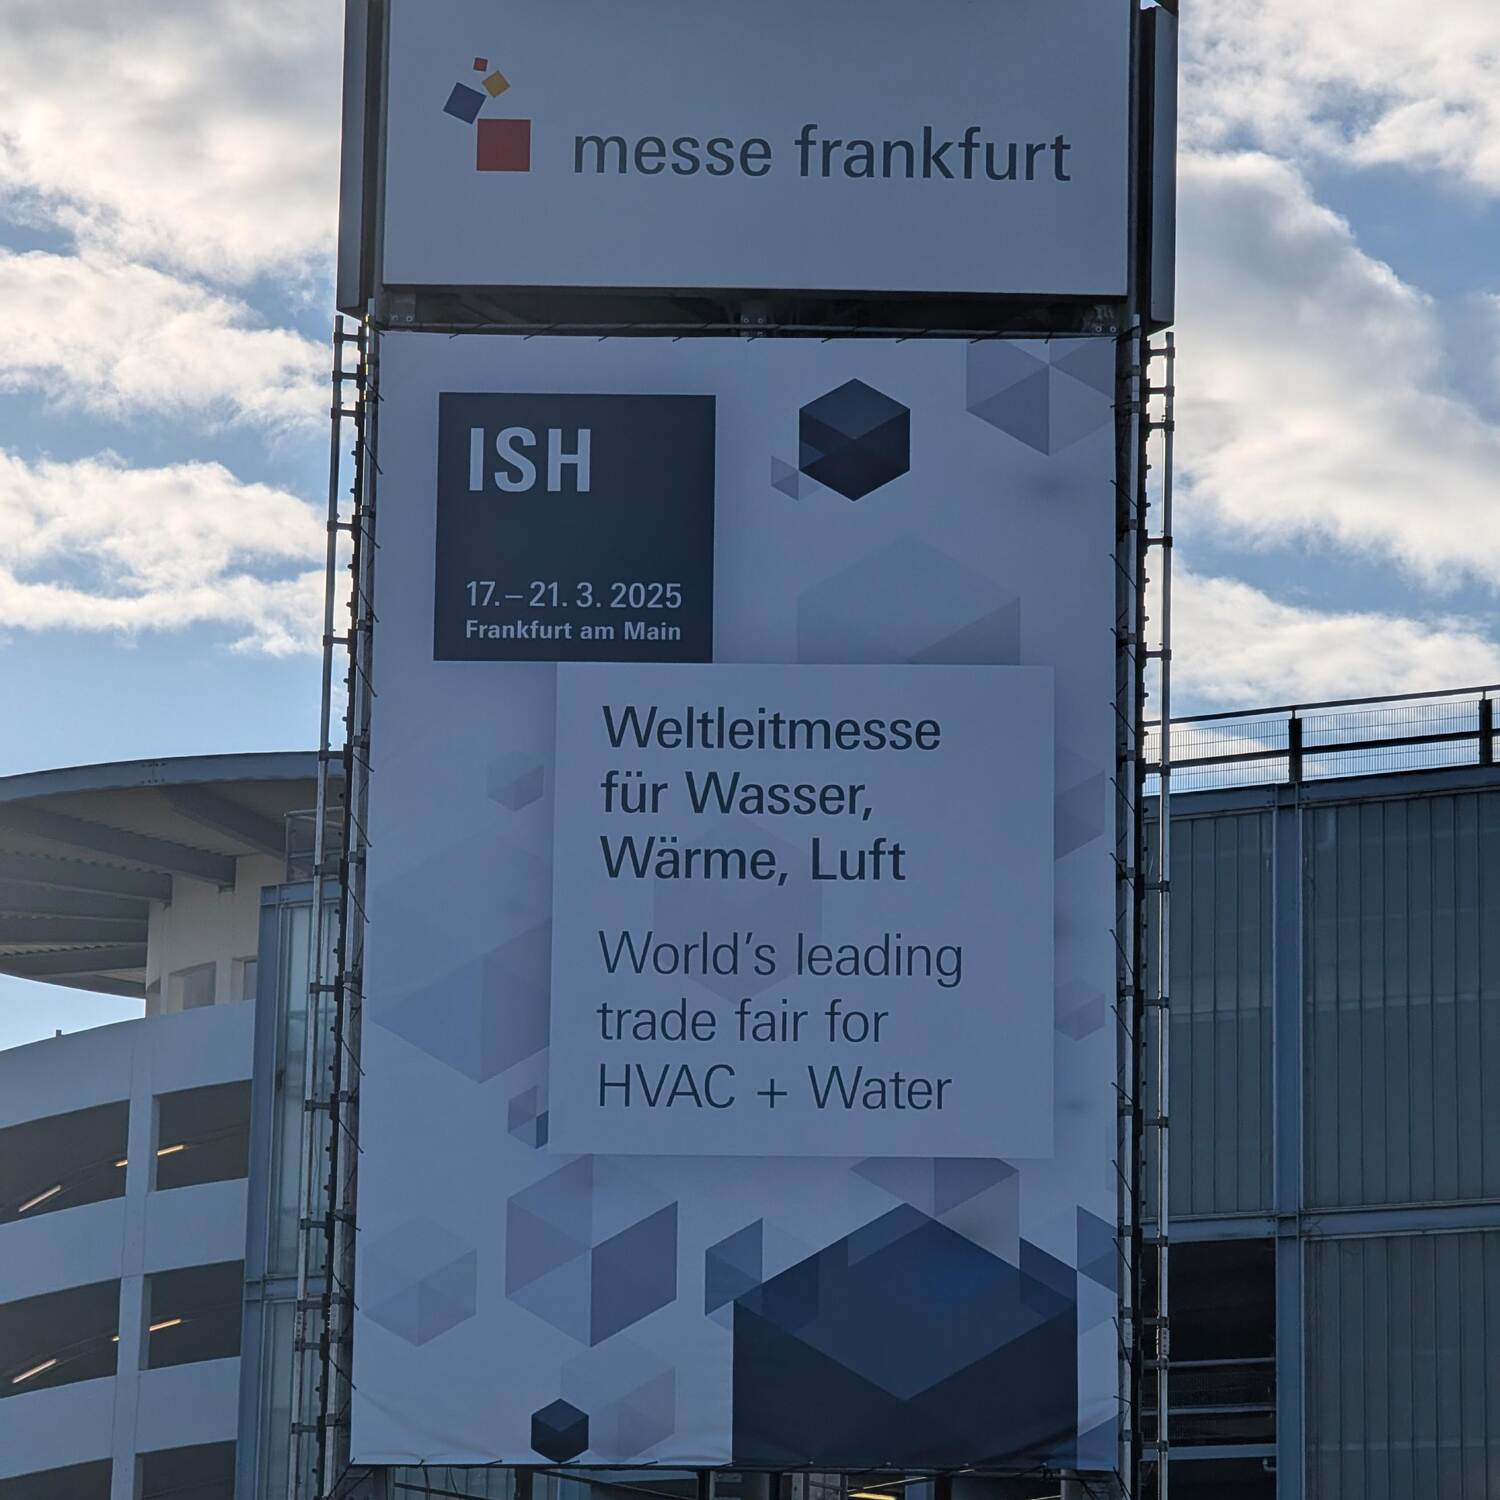 messe frankfurt
ISH
17.–21. 3. 2025
Frankfurt am Main
Weltleitmesse
für Wasser,
Wärme, Luft
World's leading
trade fair for
HVAC + Water